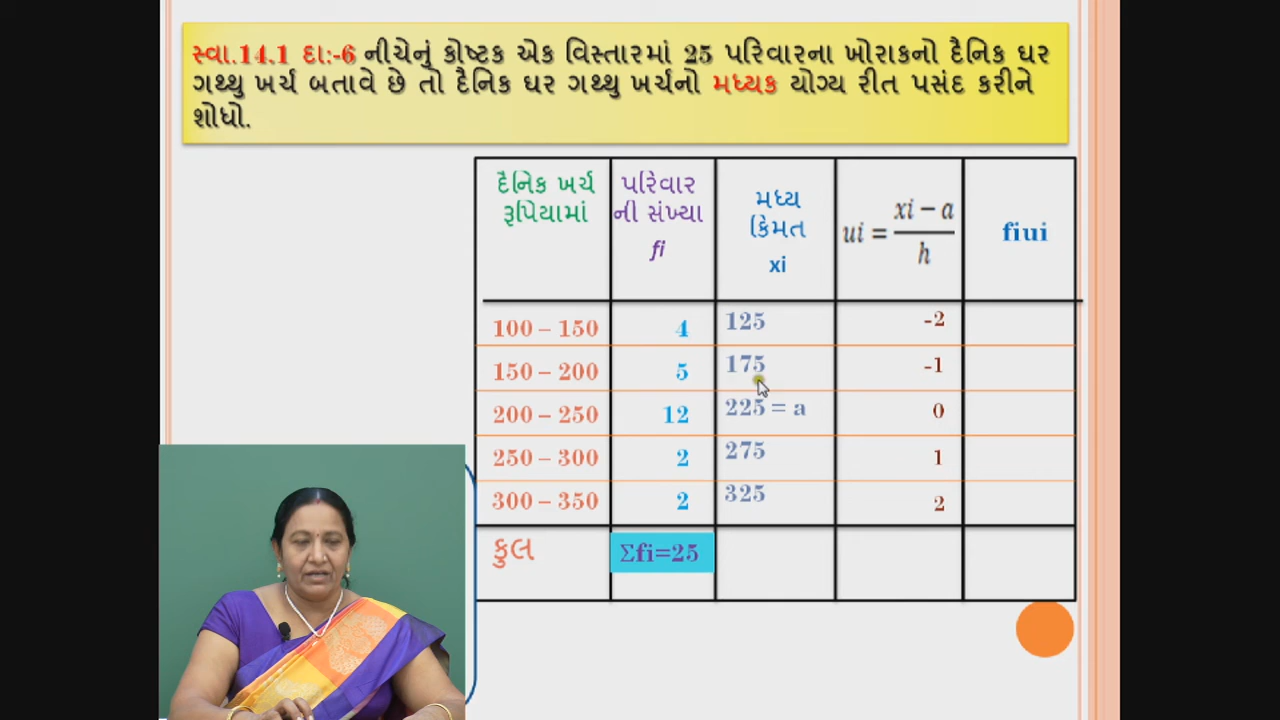 સ્વા.14.1 દા:-6 નીચેનું કોષ્ટક એક વિસ્તારમાં 25 પરિવારના ખોરાકનો દૈનિક ઘર
ગથ્થુ ખર્ચ બતાવે છે તો દૈનિક ઘર ગથ્થુ ખર્ચનો મધ્યક યોગ્ય રીત પસંદ કરીને
શોધો.
દૈનિક ખર્ચ રૂપિયામાં | પરિવાર ની સંખ્યા fi | મધ્ય કિંમત xi | ui = (xi − a)/h | fiui
100 – 150 | 4 | 125 | -2
150 – 200 | 5 | 175 | -1
200 – 250 | 12 | 225 = a | 0
250 – 300 | 2 | 275 | 1
300 – 350 | 2 | 325 | 2
કુલ | Σfi=25